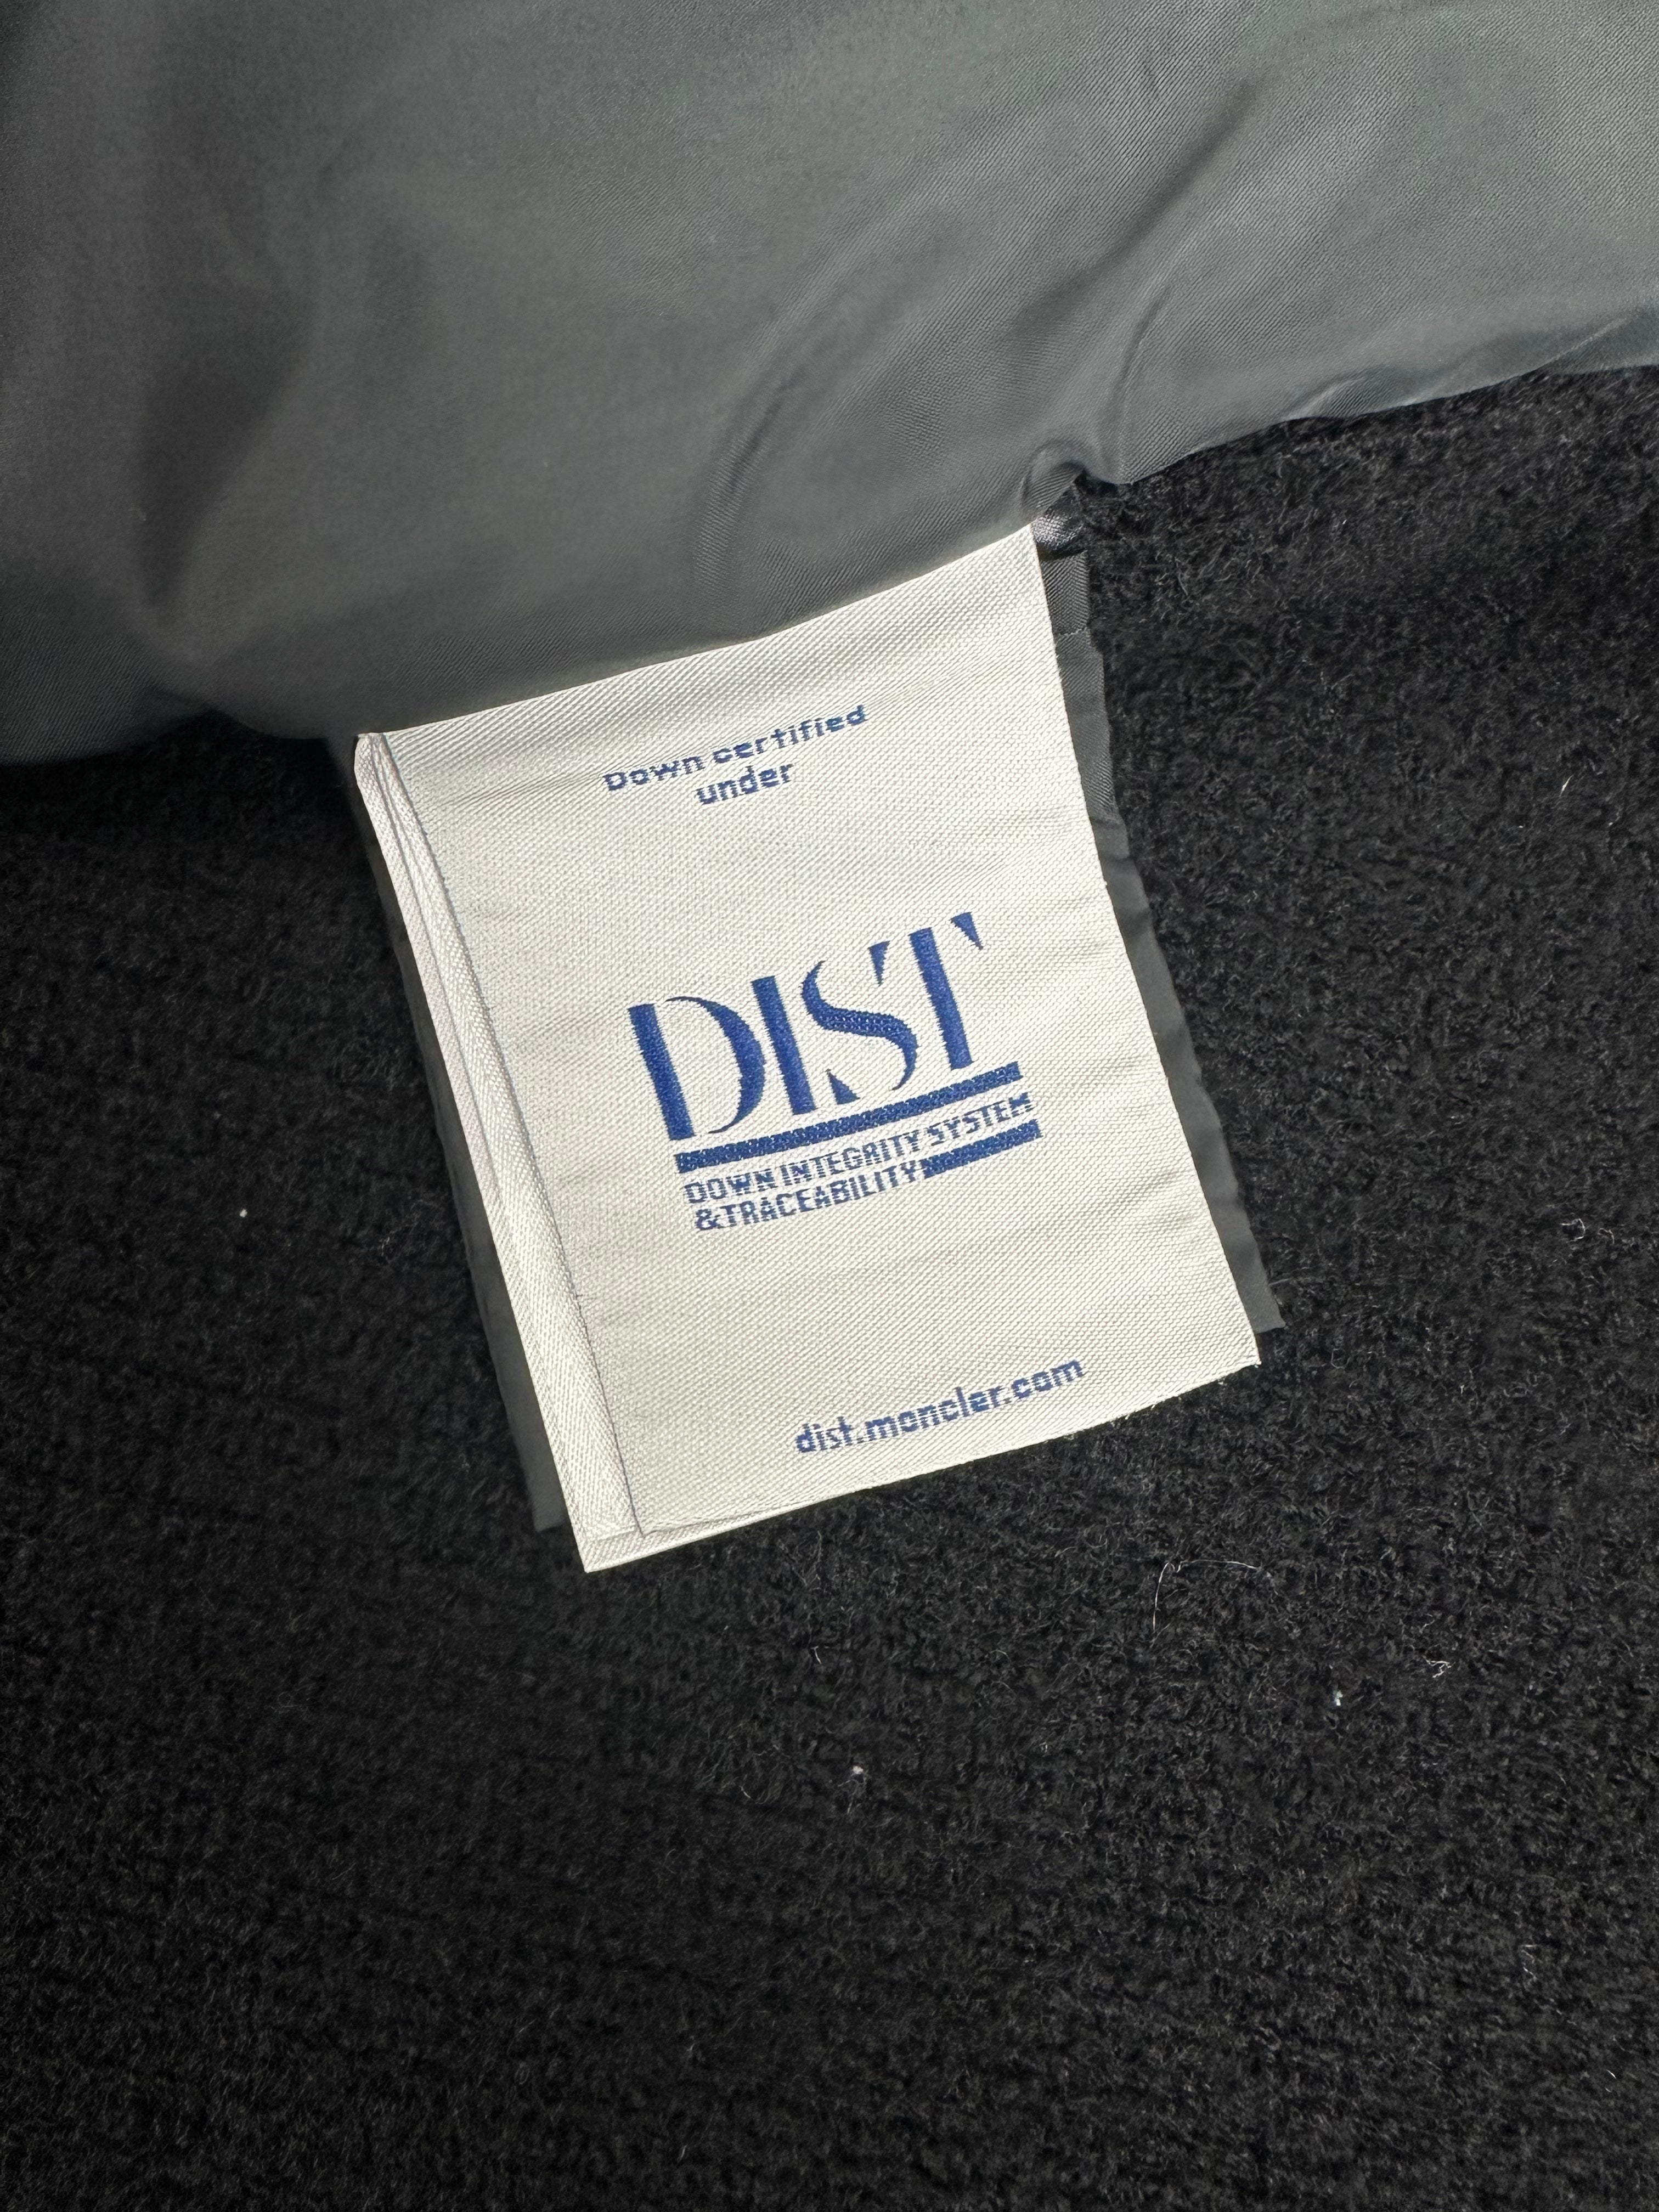 Down certified
under
DIST
DOWN INTEGRITY SYSTEM
&TRACEABILITY
dist.moncler.com